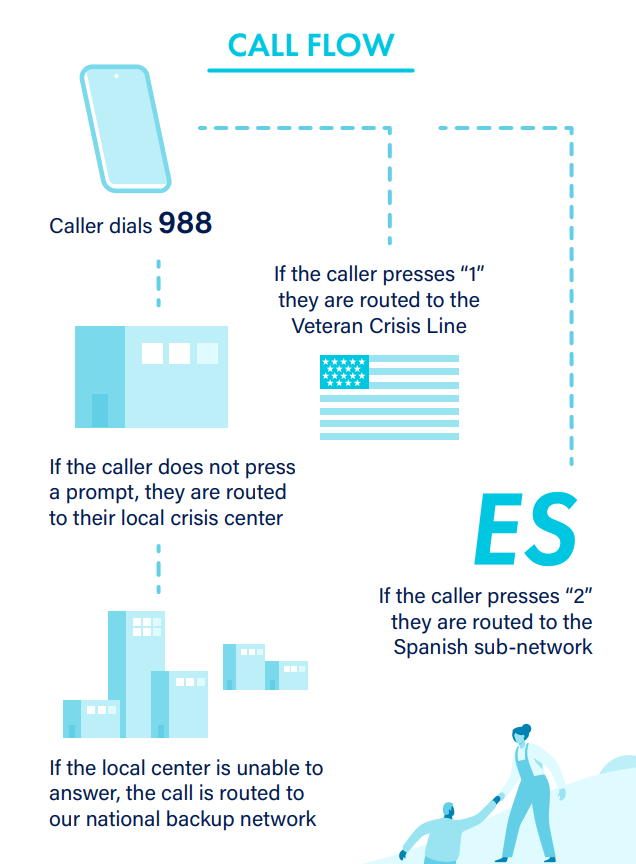 CALL FLOW
Caller dials 988
If the caller presses “1”
they are routed to the
Veteran Crisis Line
If the caller does not press
a prompt, they are routed
to their local crisis center
ES
If the caller presses “2”
they are routed to the
Spanish sub-network
If the local center is unable to
answer, the call is routed to
our national backup network